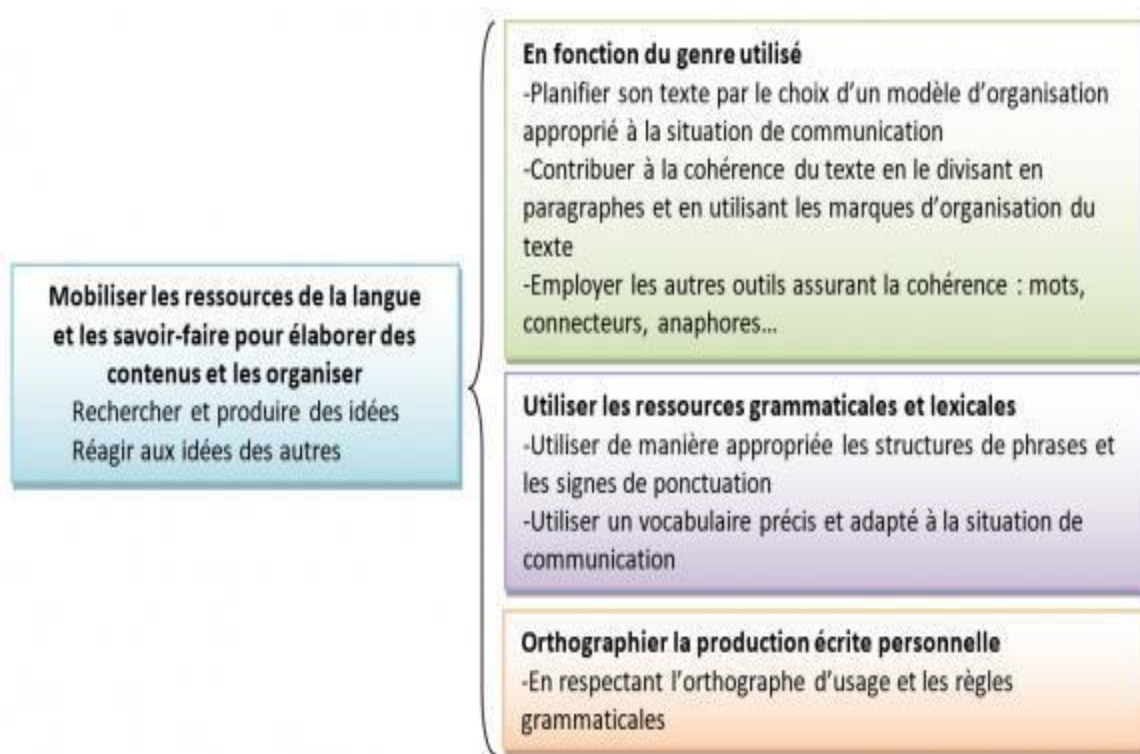 Mobiliser les ressources de la langue
et les savoir-faire pour élaborer des
contenus et les organiser
Rechercher et produire des idées
Réagir aux idées des autres
En fonction du genre utilisé
-Planifier son texte par le choix d'un modèle d'organisation
approprié à la situation de communication
-Contribuer à la cohérence du texte en le divisant en
paragraphes et en utilisant les marques d'organisation du
texte
-Employer les autres outils assurant la cohérence : mots,
connecteurs, anaphores…
Utiliser les ressources grammaticales et lexicales
-Utiliser de manière appropriée les structures de phrases et
les signes de ponctuation
-Utiliser un vocabulaire précis et adapté à la situation de
communication
Orthographier la production écrite personnelle
-En respectant l'orthographe d'usage et les règles
grammaticales